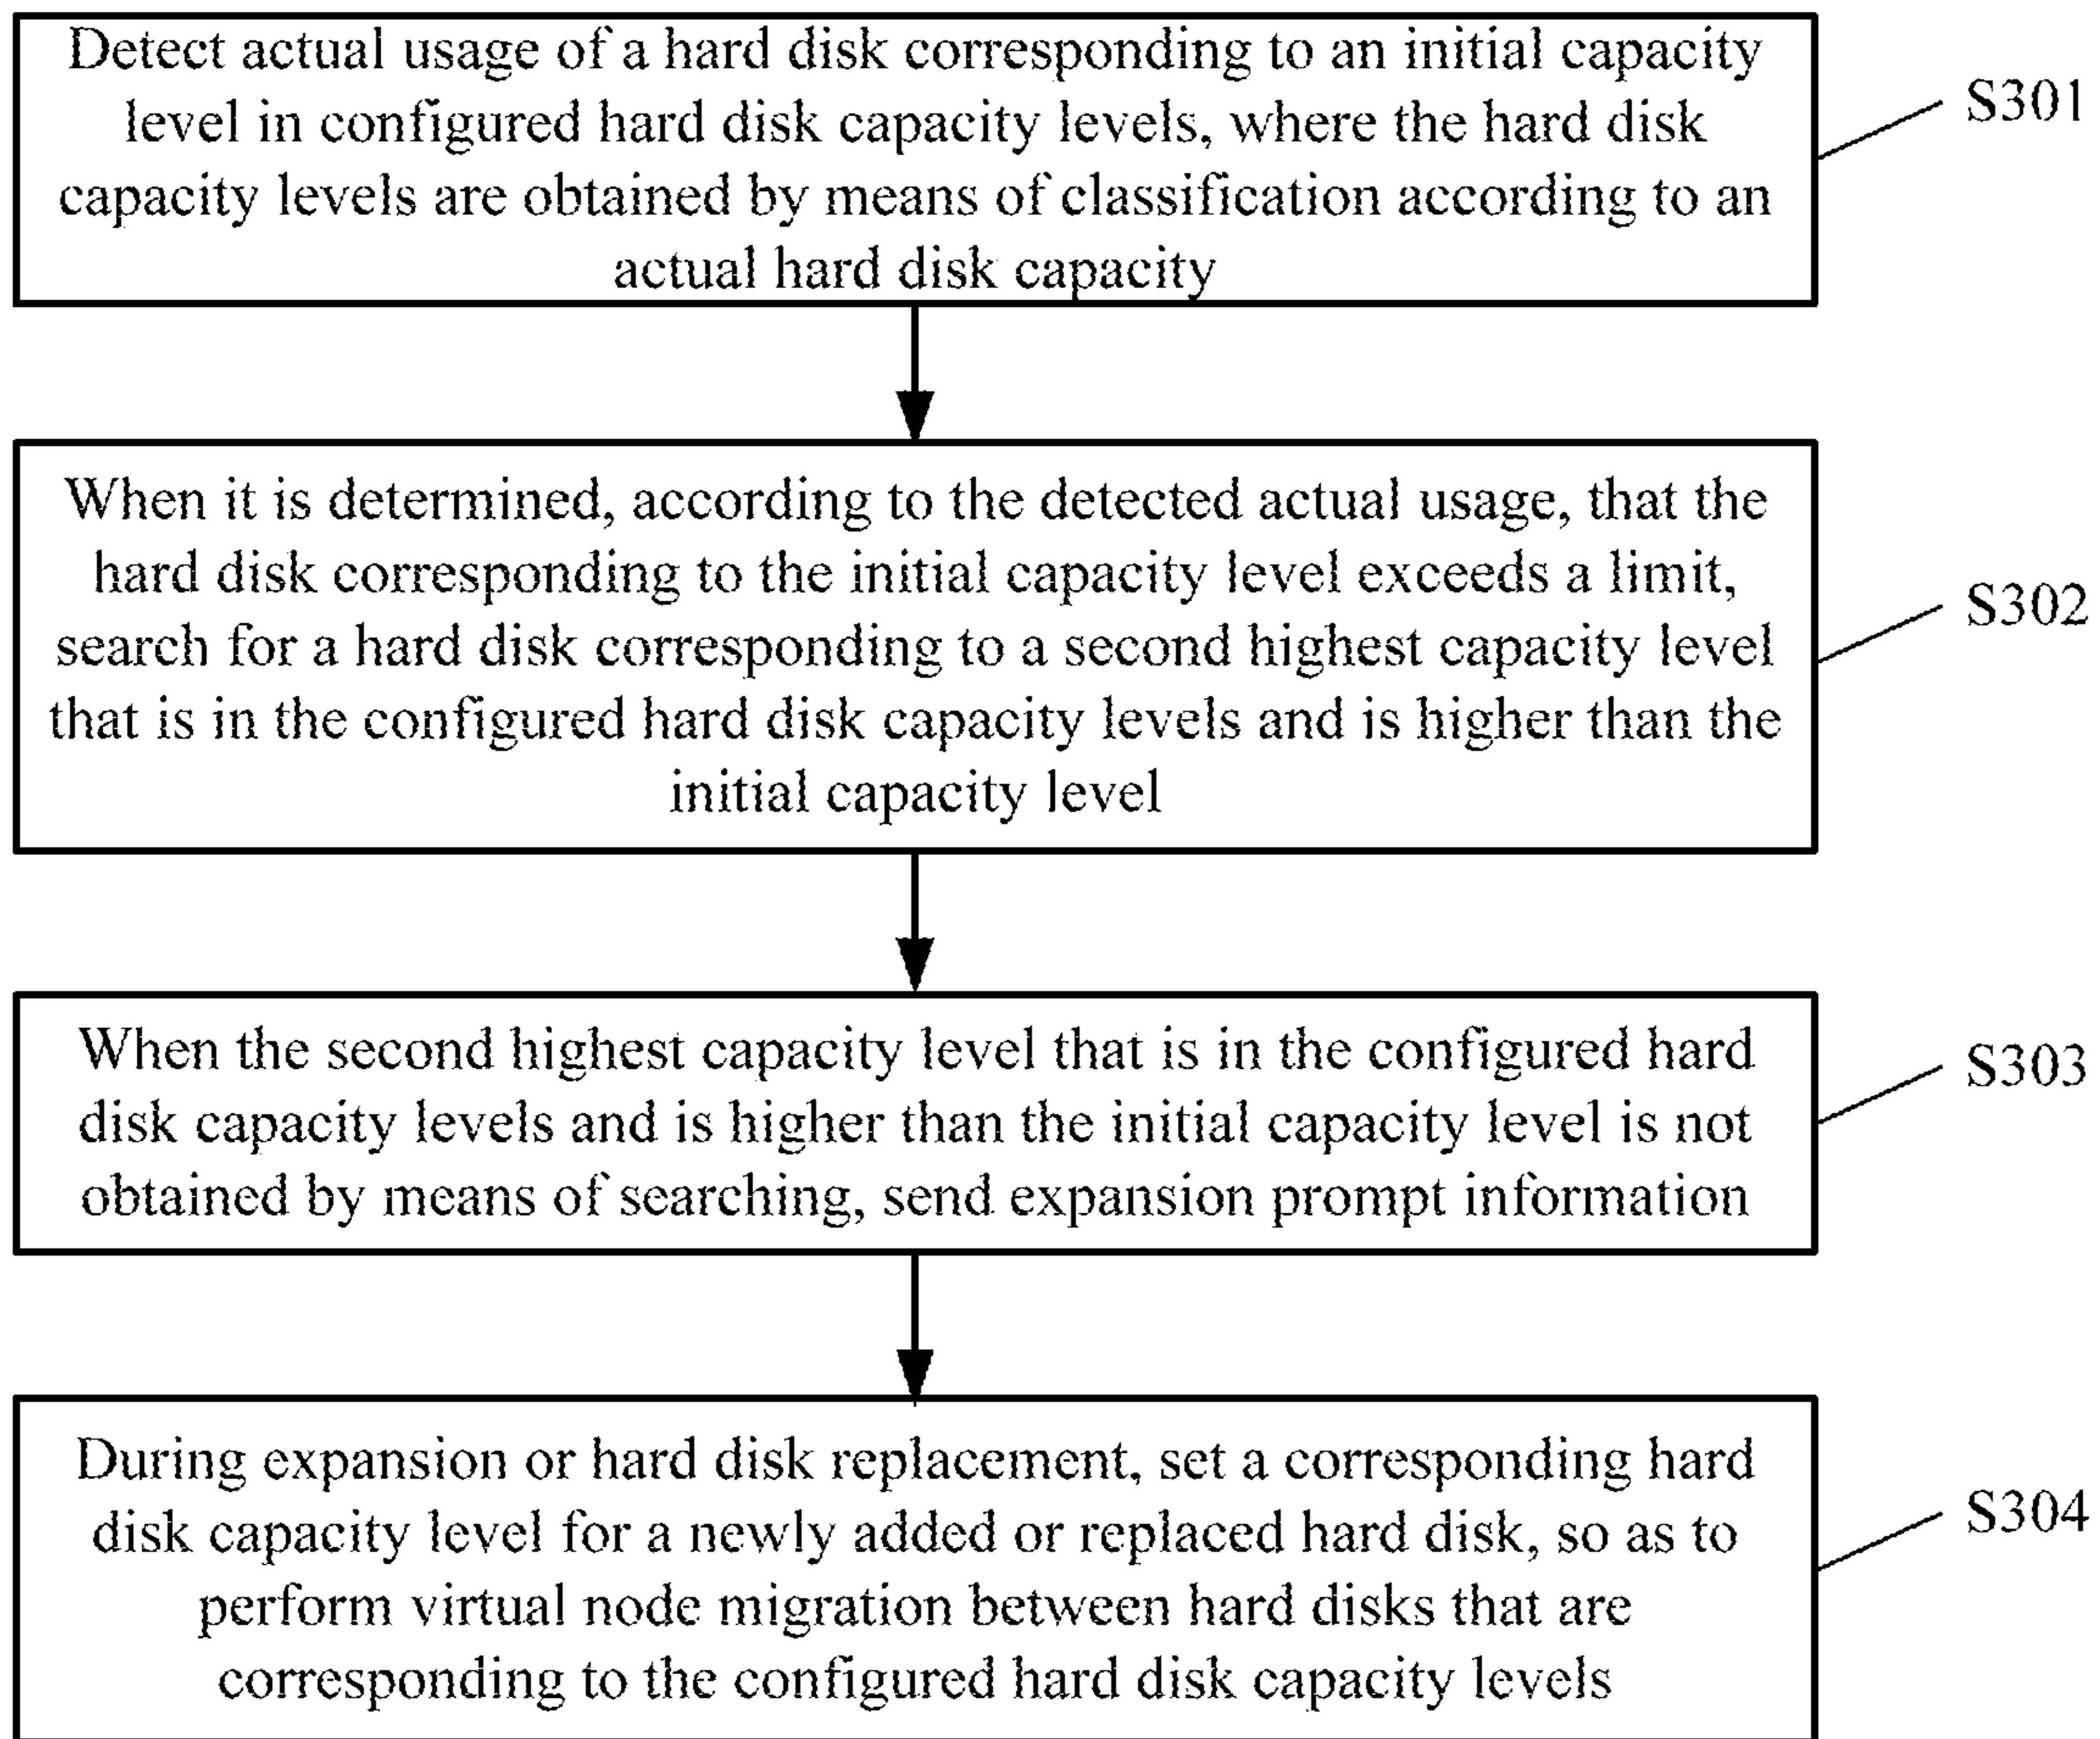 Detect actual usage of a hard disk corresponding to an initial capacity
level in configured hard disk capacity levels, where the hard disk
capacity levels are obtained by means of classification according to an
actual hard disk capacity
S301
When it is determined, according to the detected actual usage, that the
hard disk corresponding to the initial capacity level exceeds a limit,
search for a hard disk corresponding to a second highest capacity level
that is in the configured hard disk capacity levels and is higher than the
initial capacity level
S302
When the second highest capacity level that is in the configured hard
disk capacity levels and is higher than the initial capacity level is not
obtained by means of searching, send expansion prompt information
S303
During expansion or hard disk replacement, set a corresponding hard
disk capacity level for a newly added or replaced hard disk, so as to
perform virtual node migration between hard disks that are
corresponding to the configured hard disk capacity levels
S304